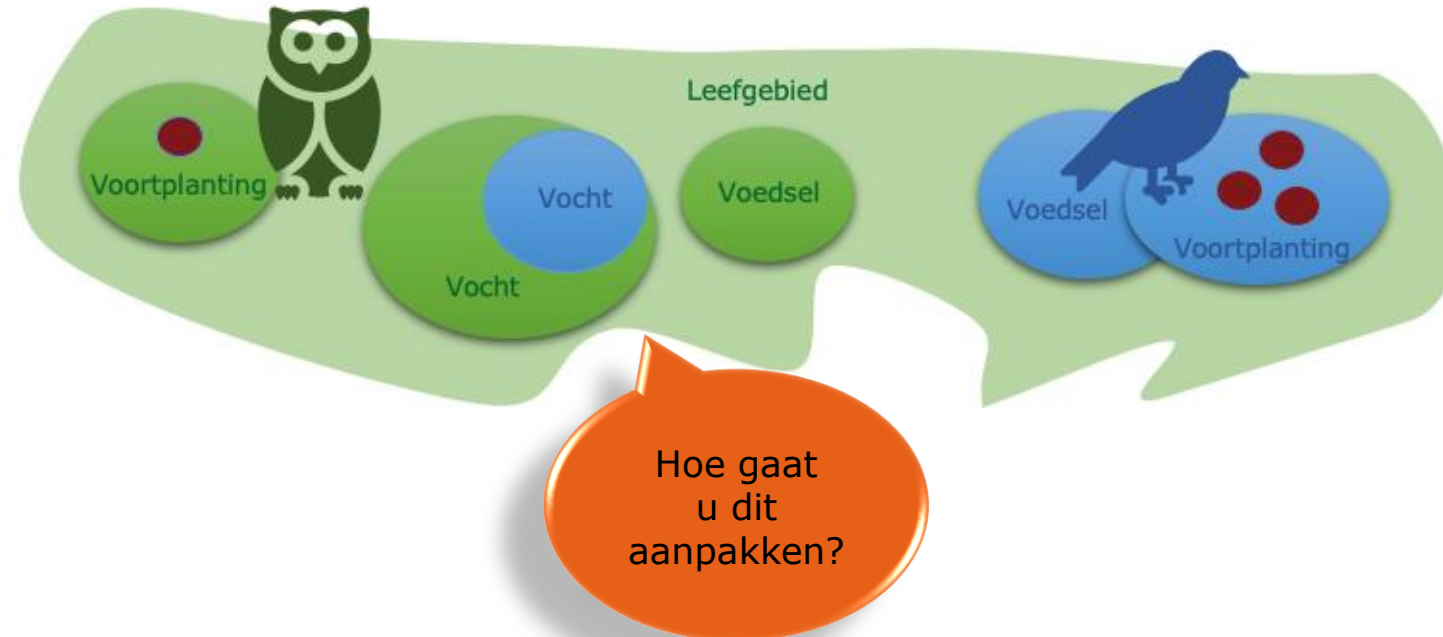 Leefgebied
Voortplanting
Vocht
Vocht
Voedsel
Voedsel
Voortplanting
Hoe gaat
u dit
aanpakken?